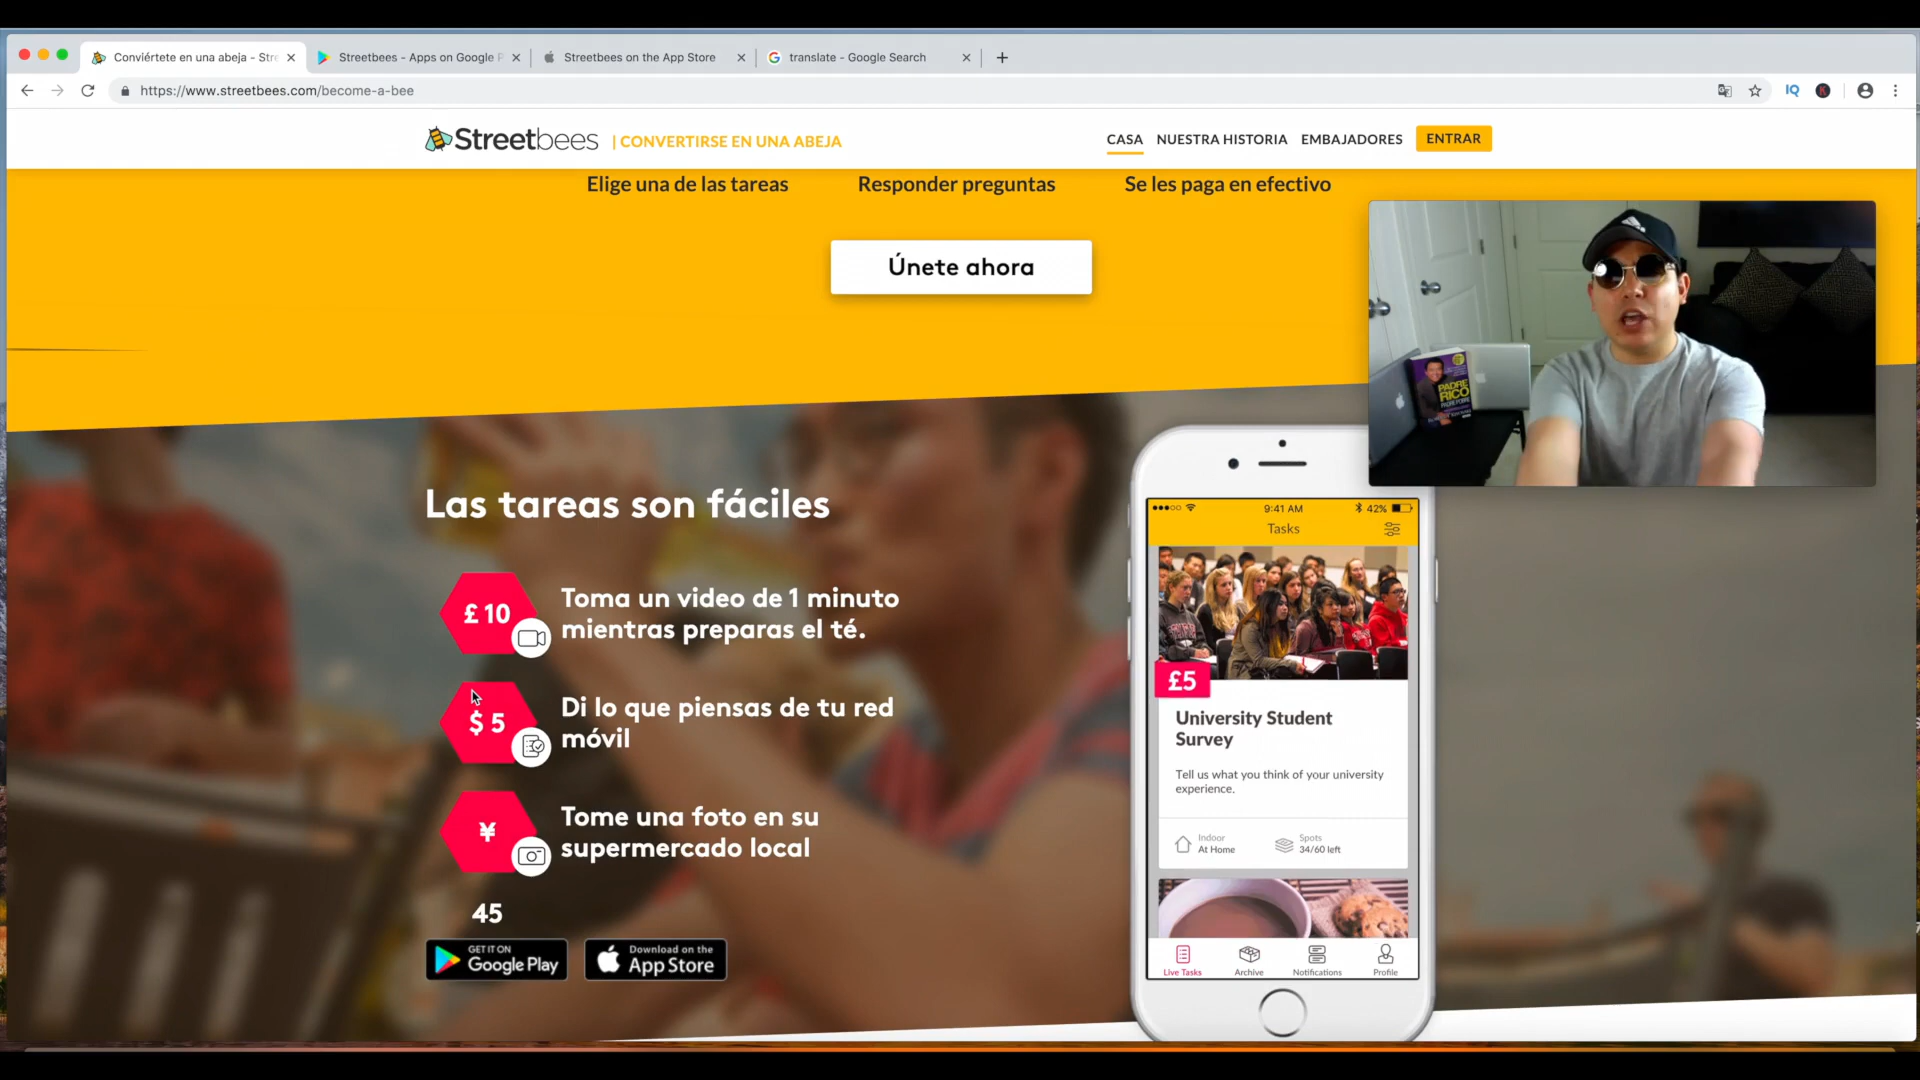 Conviértete en una abeja - Stre
Streetbees - Apps on Google P
Streetbees on the App Store
translate - Google Search
https://www.streetbees.com/become-a-bee
IQ
Streetbees | CONVERTIRSE EN UNA ABEJA
CASA NUESTRA HISTORIA EMBAJADORES ENTRAR
Elige una de las tareas
Responder preguntas
Se les paga en efectivo
Únete ahora
PADRE
RICO
PADRE POBRE
Las tareas son fáciles
£ 10
Toma un video de 1 minuto
mientras preparas el té.
$ 5
Di lo que piensas de tu red
móvil
¥
Tome una foto en su
supermercado local
45
GET IT ON
Google Play
Download on the
App Store
9:41 AM
42%
Tasks
£5
University Student
Survey
Tell us what you think of your university
experience.
Indoor
At Home
Spots
34/60 left
Live Tasks
Archive
Notifications
Profile